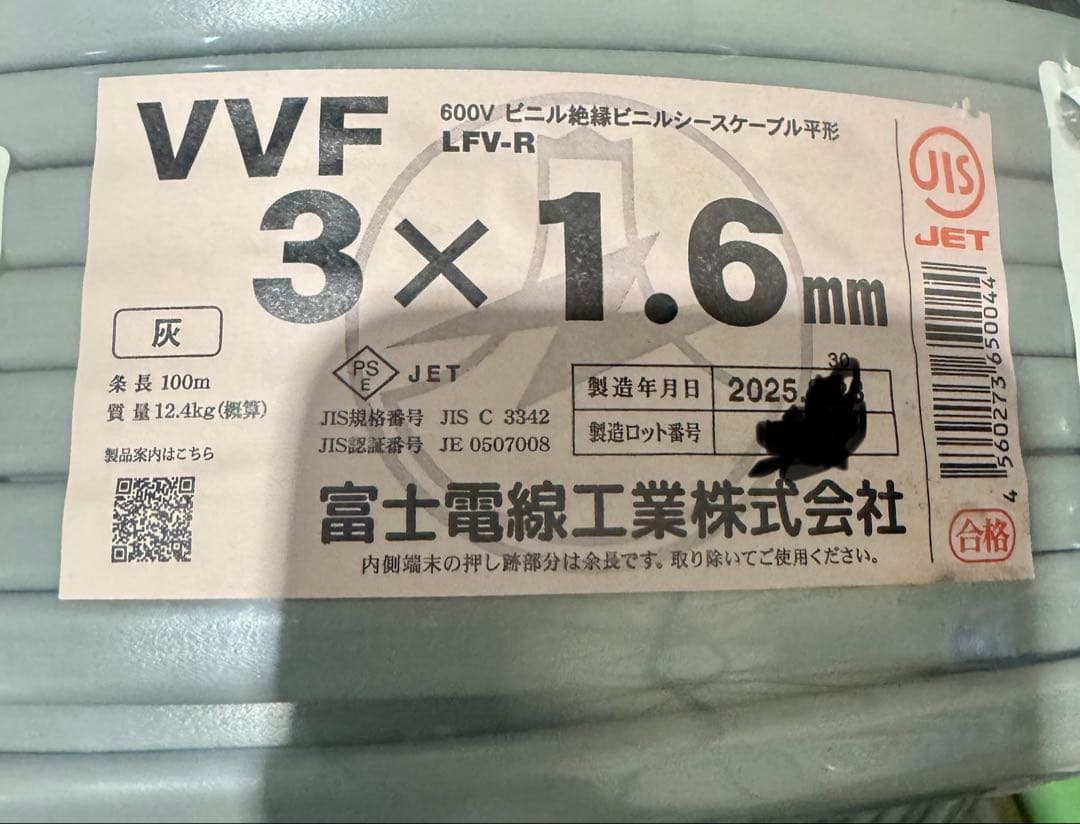 VVF
600V ビニル絶縁ビニルシースケーブル平形
LFV-R
3×1.6mm
灰
条長 100m
質量 12.4kg(概算)
製品案内はこちら
PS
E
JET
JIS規格番号 JIS C 3342
JIS認証番号 JE 0507008
30
製造年月日 2025.
製造ロット番号
富士電線工業株式会社
内側端末の押し跡部分は余長です。取り除いてご使用ください。
JIS
JET
4 560273 650044
合格